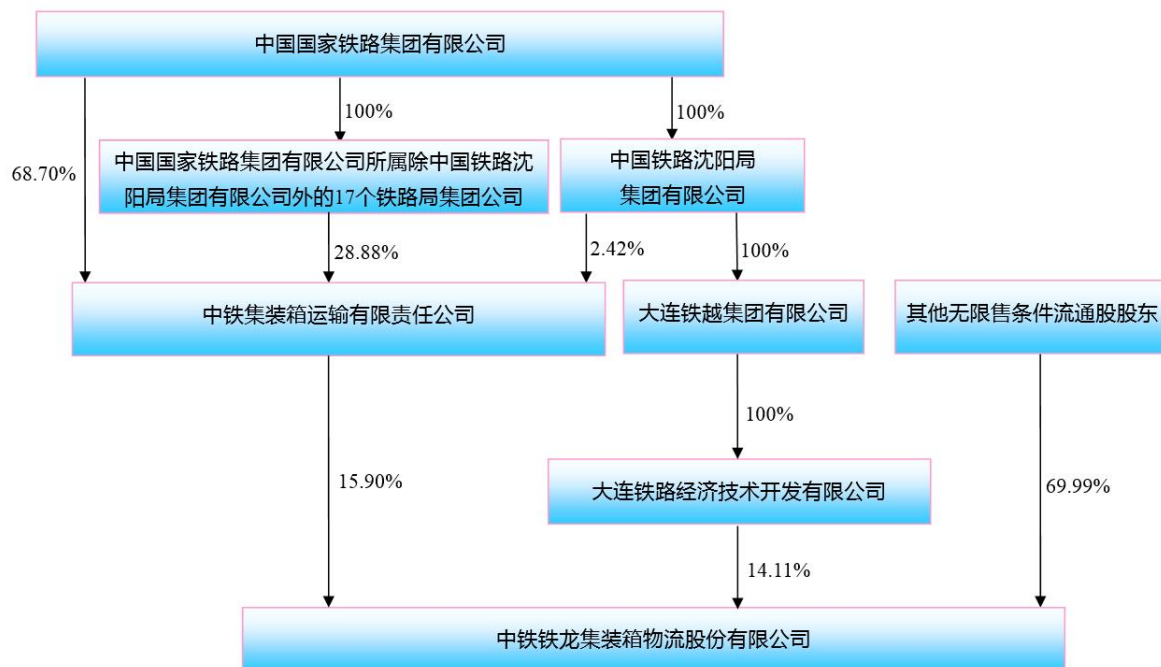 中国国家铁路集团有限公司
100%
100%
68.70%
中国国家铁路集团有限公司所属除中国铁路沈
阳局集团有限公司外的17个铁路局集团公司
中国铁路沈阳局
集团有限公司
28.88%
2.42%
100%
中铁集装箱运输有限责任公司
大连铁越集团有限公司
其他无限售条件流通股股东
100%
15.90%
大连铁路经济技术开发有限公司
69.99%
14.11%
中铁铁龙集装箱物流股份有限公司